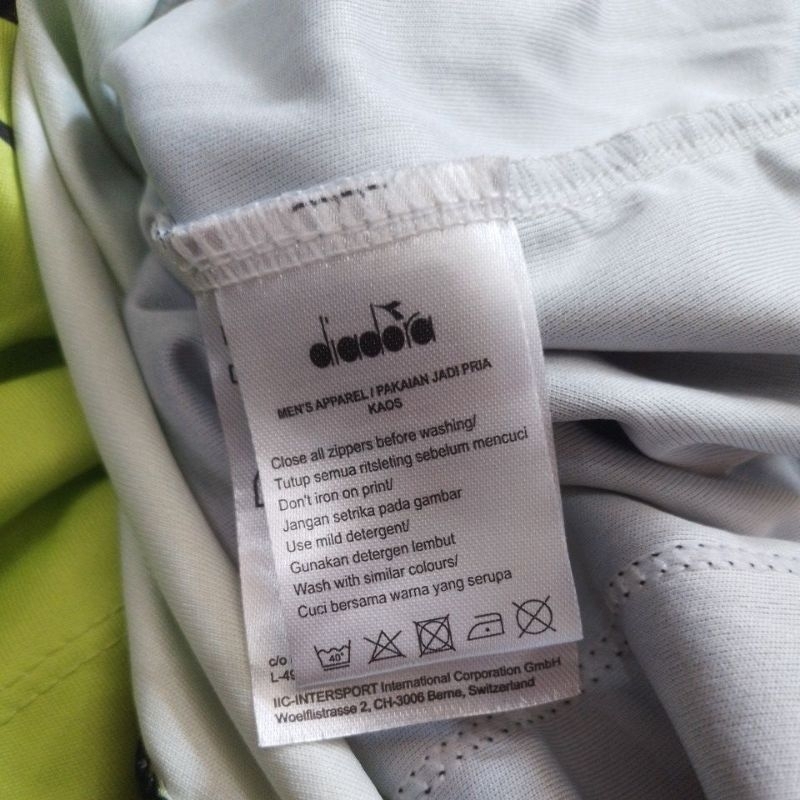 diadora
MEN'S APPAREL / PAKAIAN JADI PRIA
KAOS
Close all zippers before washing/
Tutup semua ritsleting sebelum mencuci
Don't iron on print/
Jangan setrika pada gambar
Use mild detergent/
Gunakan detergen lembut
Wash with similar colours/
Cuci bersama warna yang serupa
40°
c/o
L-49
IIC-INTERSPORT International Corporation GmbH
Woelflistrasse 2, CH-3006 Berne, Switzerland